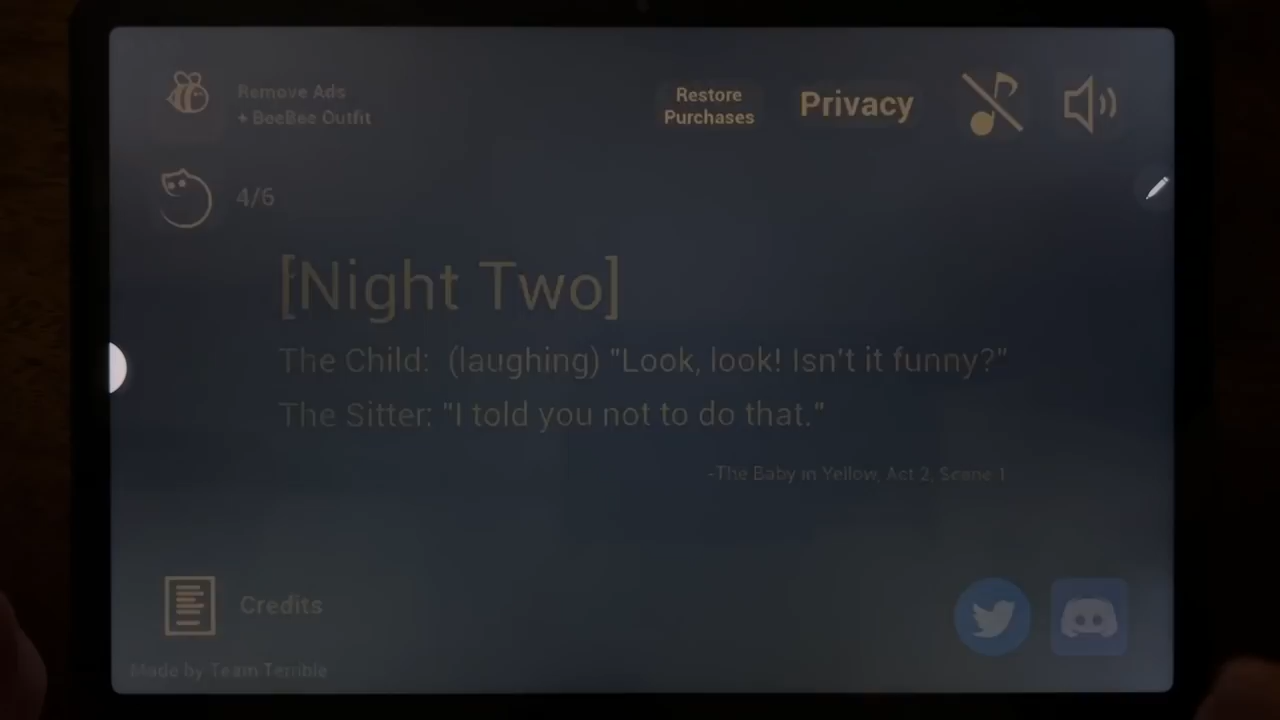 Remove Ads
+ BeeBee Outfit
Restore
Purchases
Privacy
4/6
[Night Two]
The Child:  (laughing) "Look, look! Isn't it funny?"
The Sitter: "I told you not to do that."
-The Baby in Yellow, Act 2, Scene 1
Credits
Made by Team Terrible